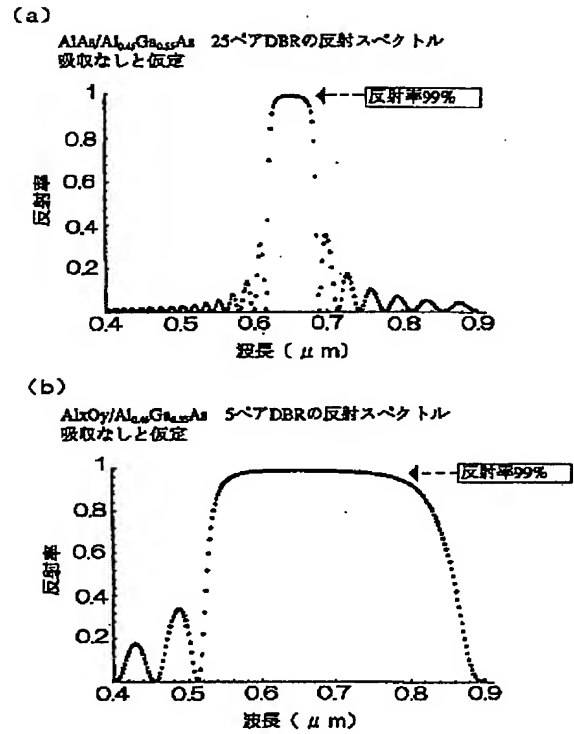 (a)
AlAs/Al0.45Ga0.55As 25ペアDBRの反射スペクトル
吸収なしと仮定
1
反射率99%
0.8
0.6
反射率
0.4
0.2
0.4 0.5 0.6 0.7 0.8 0.9
波長(μm)
(b)
AlxOy/Al0.45Ga0.55As 5ペアDBRの反射スペクトル
吸収なしと仮定
1
反射率99%
0.8
0.6
反射率
0.4
0.2
0.4 0.5 0.6 0.7 0.8 0.9
波長(μm)